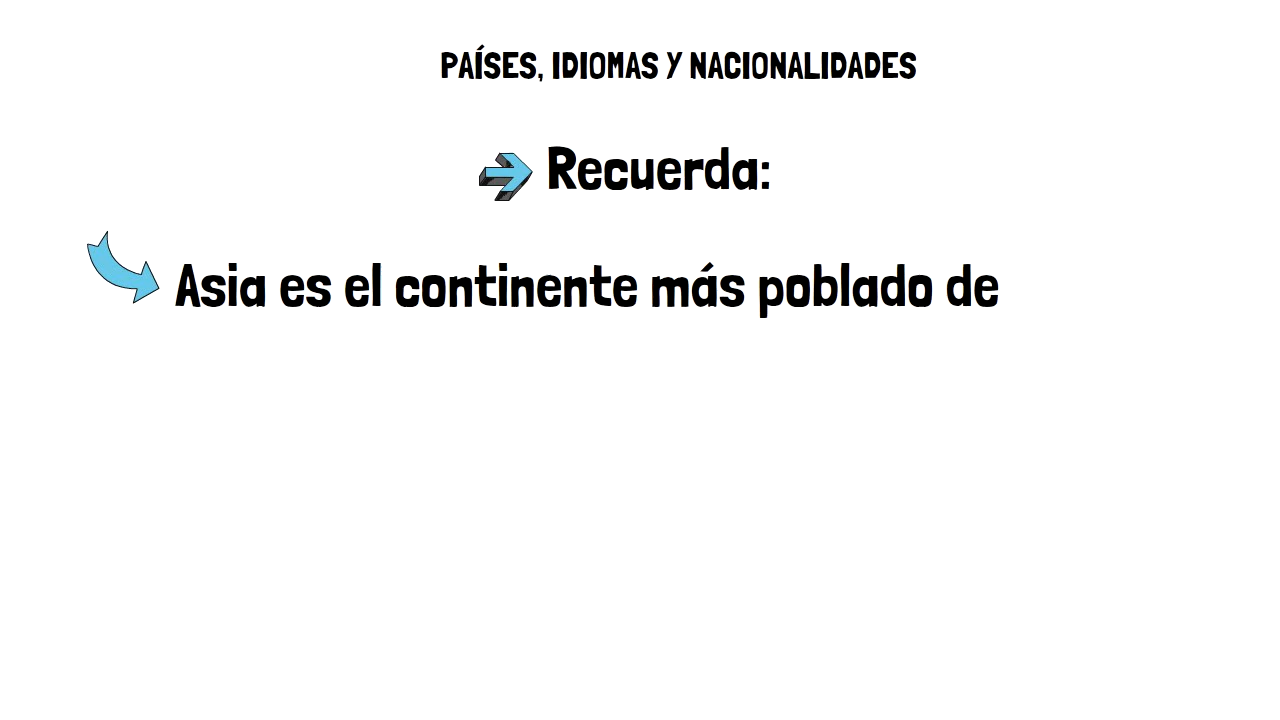 PAÍSES, IDIOMAS Y NACIONALIDADES
Recuerda:
Asia es el continente más poblado de